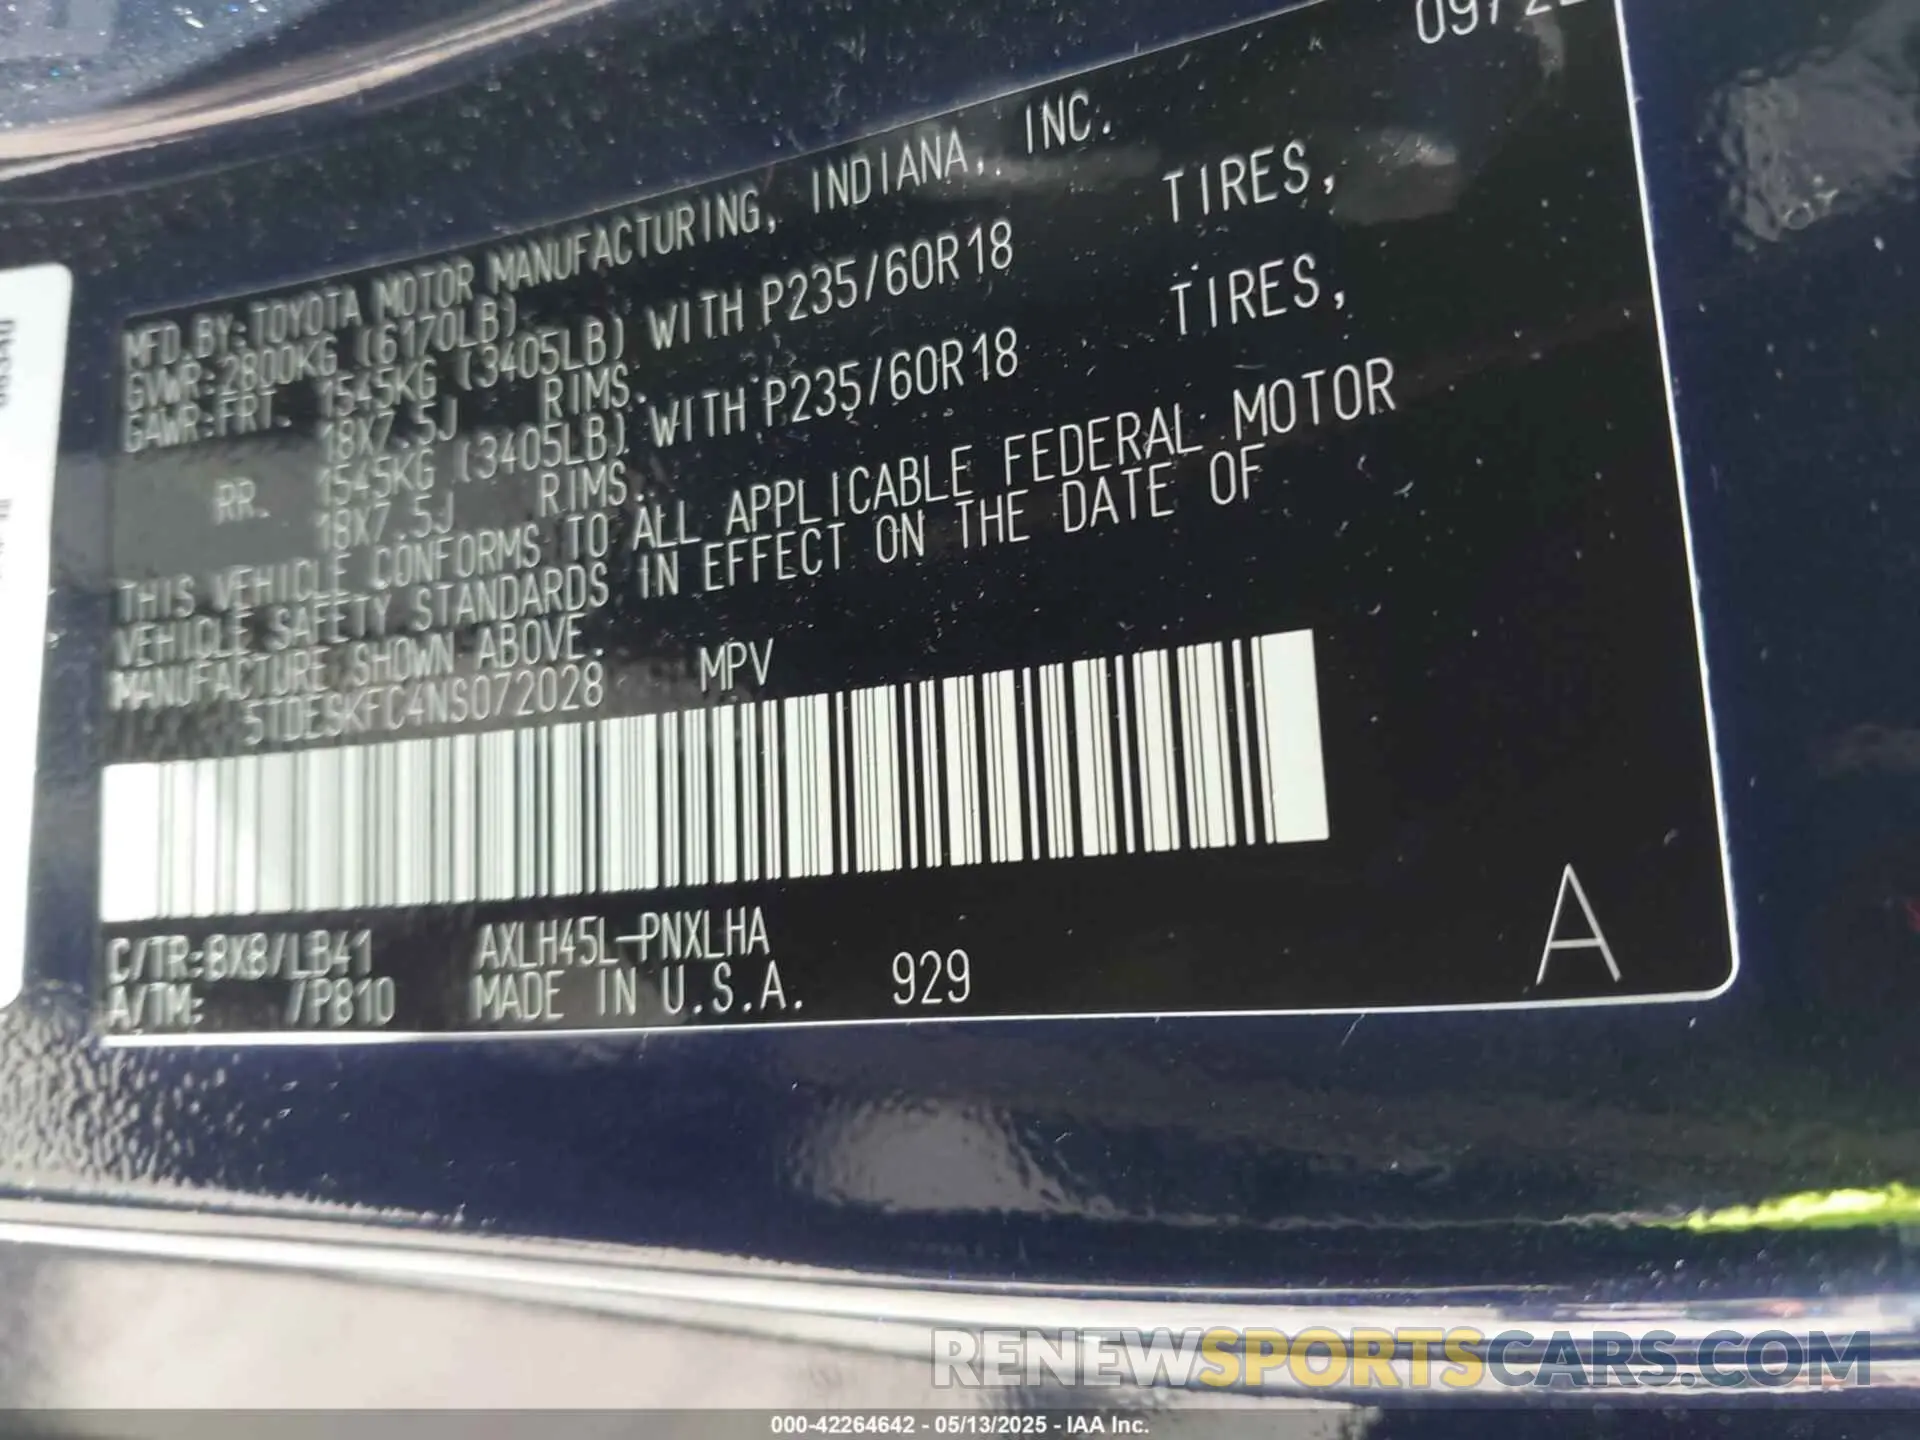 09/22
MFD.BY:TOYOTA MOTOR MANUFACTURING, INDIANA, INC.
GVWR:2800KG (6170LB)
GAWR:FRT. 1545KG (3405LB) WITH P235/60R18 TIRES,
18X7.5J RIMS.
RR. 1545KG (3405LB) WITH P235/60R18 TIRES,
18X7.5J RIMS.
THIS VEHICLE CONFORMS TO ALL APPLICABLE FEDERAL MOTOR
VEHICLE SAFETY STANDARDS IN EFFECT ON THE DATE OF
MANUFACTURE SHOWN ABOVE.
5TDESKFC4NS072028 MPV
C/TR:8X8/LB41 AXLH45L-PNXLHA
A/TM: /P810 MADE IN U.S.A. 929
A
RENEWSPORTSCARS.COM
000-42264642 - 05/13/2025 - IAA Inc.